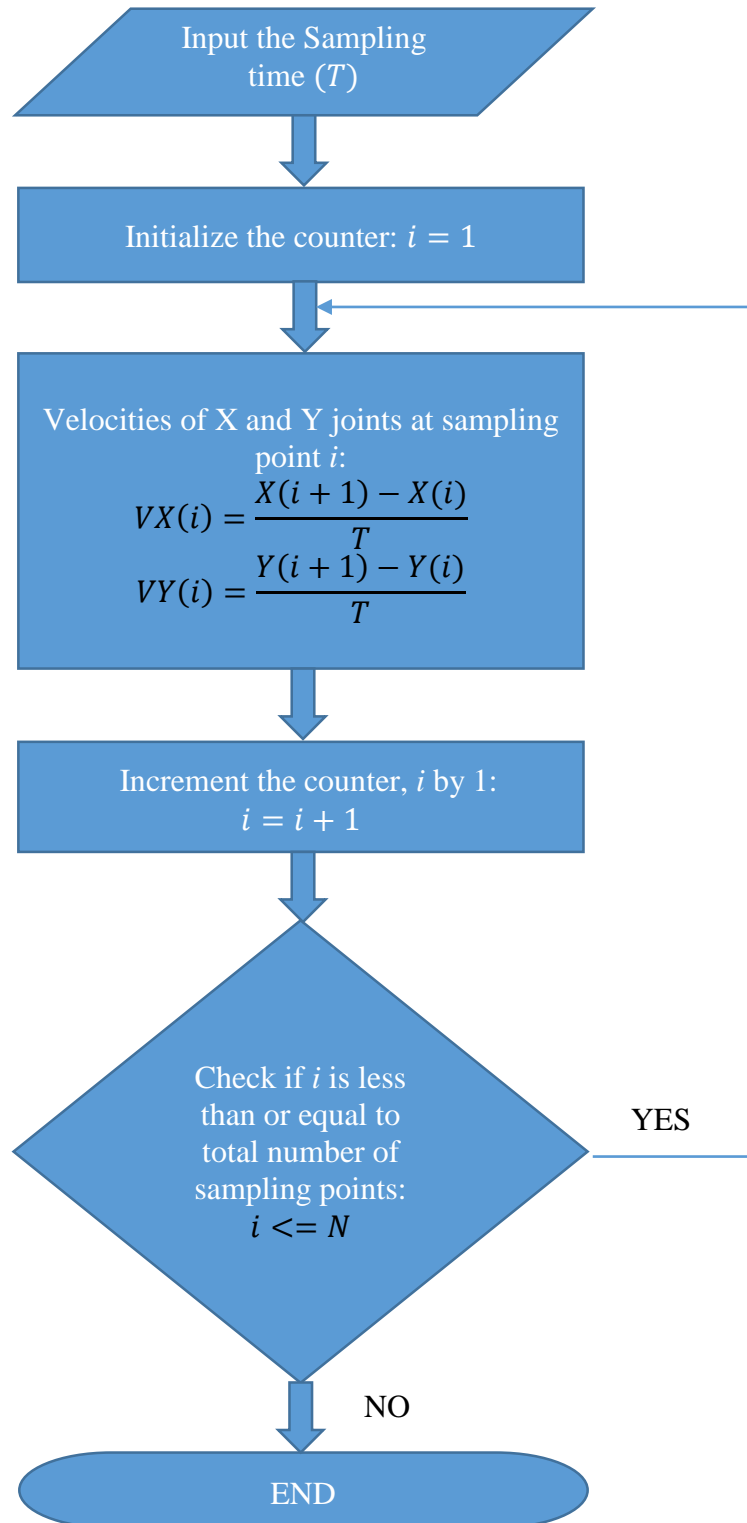 Input the Sampling
time (T)
Initialize the counter: i = 1
Velocities of X and Y joints at sampling
point i:
VX(i) = X(i + 1) − X(i) / T
VY(i) = Y(i + 1) − Y(i) / T
Increment the counter, i by 1:
i = i + 1
Check if i is less
than or equal to
total number of
sampling points:
i <= N
YES
NO
END